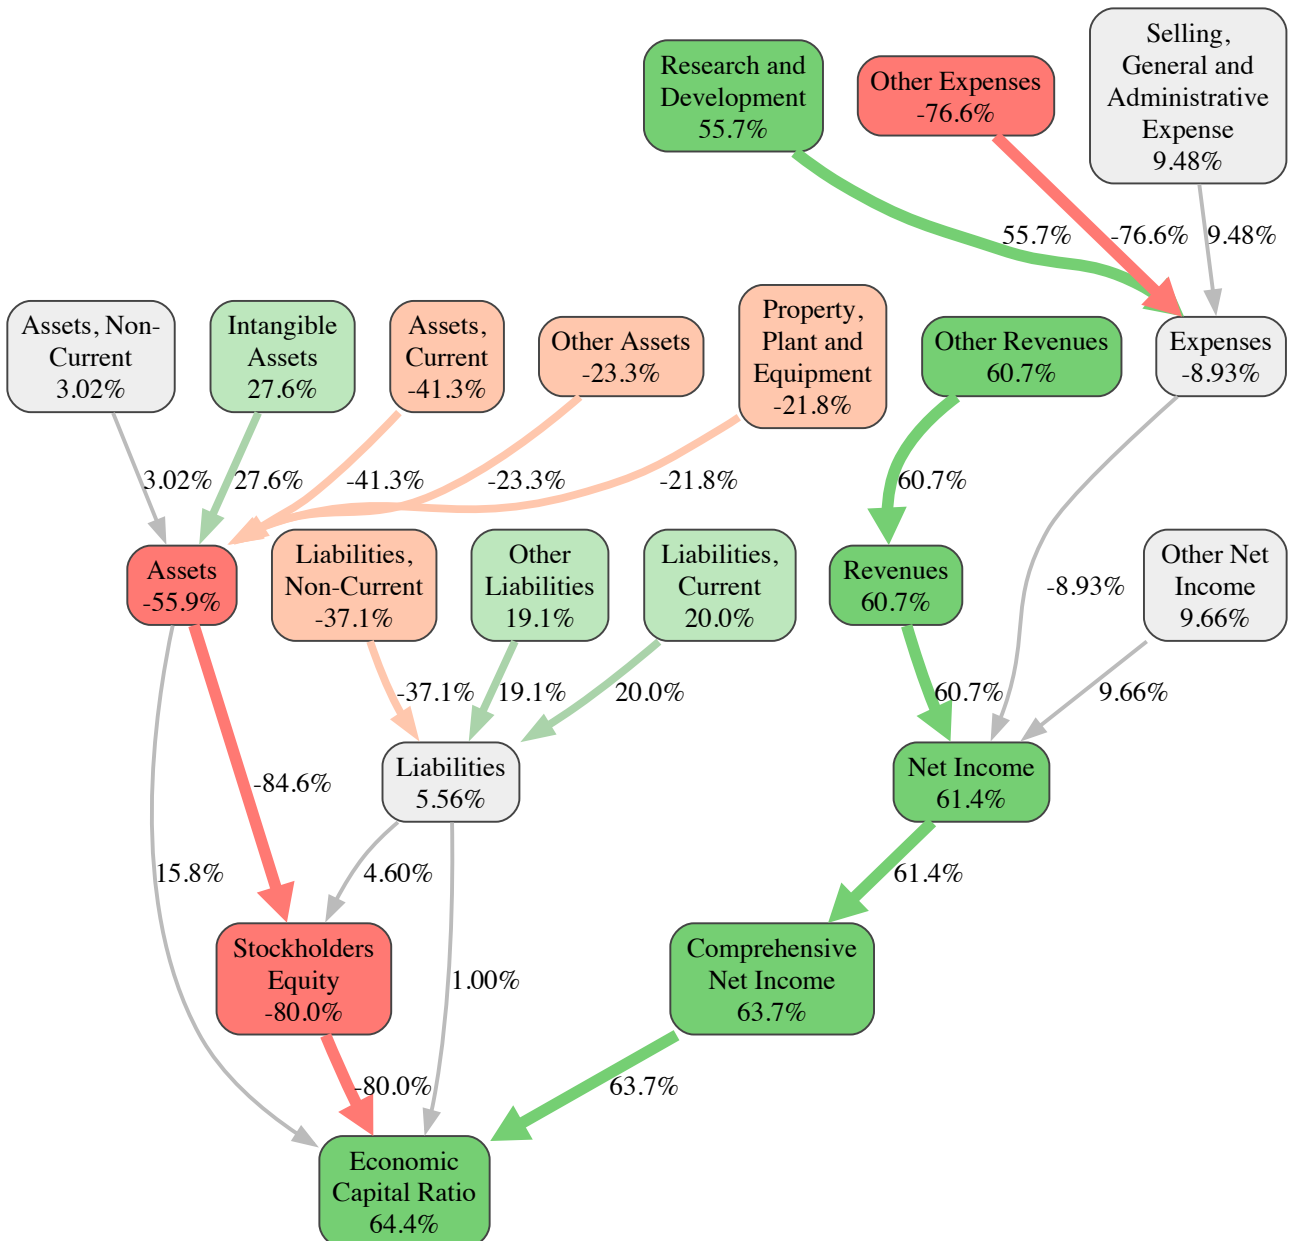 Selling,
General and
Administrative
Expense
9.48%
Research and
Development
55.7%
Other Expenses
-76.6%
55.7%
-76.6%
9.48%
Assets, Non-
Current
3.02%
Intangible
Assets
27.6%
Assets,
Current
-41.3%
Other Assets
-23.3%
Property,
Plant and
Equipment
-21.8%
Other Revenues
60.7%
Expenses
-8.93%
3.02%
27.6%
-41.3%
-23.3%
-21.8%
60.7%
Assets
-55.9%
Liabilities,
Non-Current
-37.1%
Other
Liabilities
19.1%
Liabilities,
Current
20.0%
Revenues
60.7%
-8.93%
Other Net
Income
9.66%
-37.1%
19.1%
20.0%
60.7%
9.66%
-84.6%
Liabilities
5.56%
Net Income
61.4%
15.8%
4.60%
61.4%
Stockholders
Equity
-80.0%
1.00%
Comprehensive
Net Income
63.7%
-80.0%
63.7%
Economic
Capital Ratio
64.4%